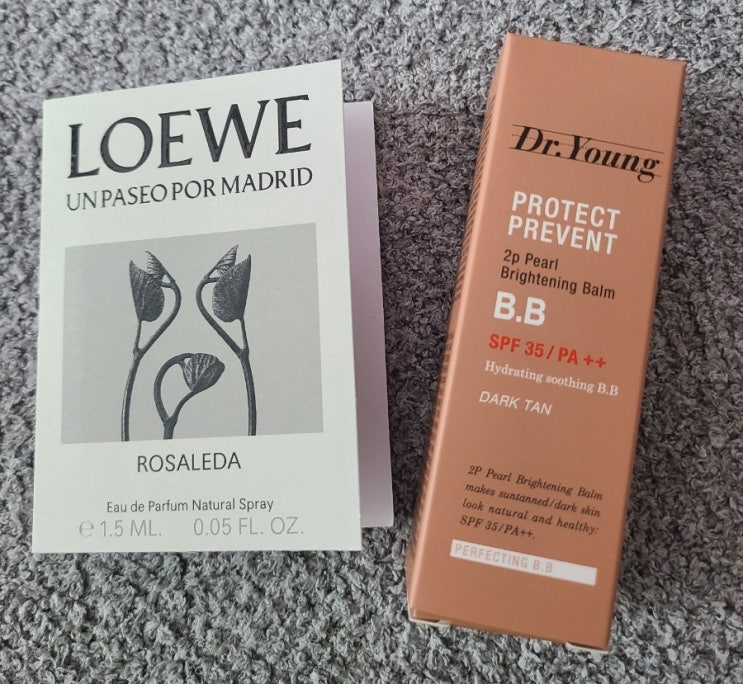 LOEWE
UN PASEO POR MADRID
ROSALEDA
Eau de Parfum Natural Spray
℮ 1.5 ML. 0.05 FL. OZ.
Dr.Young
PROTECT
PREVENT
2p Pearl
Brightening Balm
B.B
SPF 35 / PA ++
Hydrating soothing B.B
DARK TAN
2P Pearl Brightening Balm
makes suntanned/dark skin
look natural and healthy:
SPF 35/PA++.
PERFECTING B.B